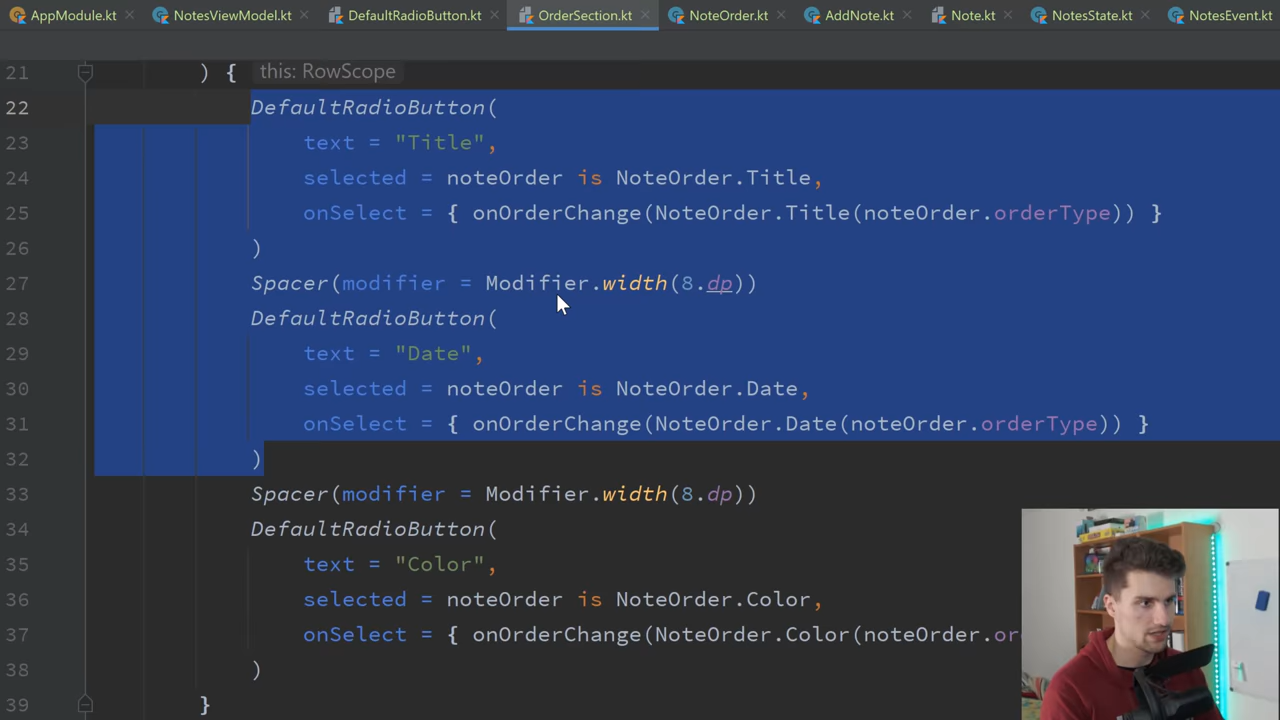 AppModule.kt NotesViewModel.kt DefaultRadioButton.kt OrderSection.kt NoteOrder.kt AddNote.kt Note.kt NotesState.kt NotesEvent.kt
21 ) { this: RowScope
22 DefaultRadioButton(
23 text = "Title",
24 selected = noteOrder is NoteOrder.Title,
25 onSelect = { onOrderChange(NoteOrder.Title(noteOrder.orderType)) }
26 )
27 Spacer(modifier = Modifier.width(8.dp))
28 DefaultRadioButton(
29 text = "Date",
30 selected = noteOrder is NoteOrder.Date,
31 onSelect = { onOrderChange(NoteOrder.Date(noteOrder.orderType)) }
32 )
33 Spacer(modifier = Modifier.width(8.dp))
34 DefaultRadioButton(
35 text = "Color",
36 selected = noteOrder is NoteOrder.Color,
37 onSelect = { onOrderChange(NoteOrder.Color(noteOrder.or
38 )
39 }